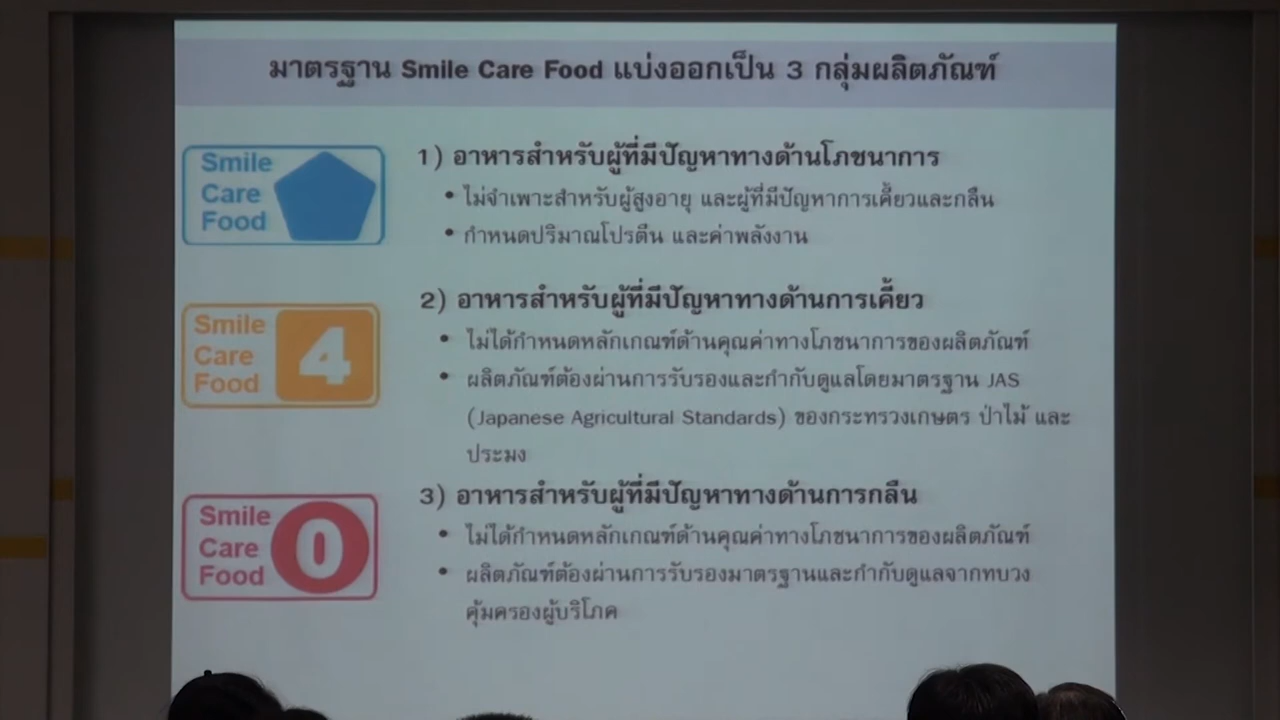 มาตรฐาน Smile Care Food แบ่งออกเป็น 3 กลุ่มผลิตภัณฑ์
Smile
Care
Food
1) อาหารสำหรับผู้ที่มีปัญหาทางด้านโภชนาการ
• ไม่จำเพาะสำหรับผู้สูงอายุ และผู้ที่มีปัญหาการเคี้ยวและกลืน
• กำหนดปริมาณโปรตีน และค่าพลังงาน
Smile
Care
Food
4
2) อาหารสำหรับผู้ที่มีปัญหาทางด้านการเคี้ยว
• ไม่ได้กำหนดหลักเกณฑ์ด้านคุณค่าทางโภชนาการของผลิตภัณฑ์
• ผลิตภัณฑ์ต้องผ่านการรับรองและกำกับดูแลโดยมาตรฐาน JAS
(Japanese Agricultural Standards) ของกระทรวงเกษตร ป่าไม้ และ
ประมง
Smile
Care
Food
0
3) อาหารสำหรับผู้ที่มีปัญหาทางด้านการกลืน
• ไม่ได้กำหนดหลักเกณฑ์ด้านคุณค่าทางโภชนาการของผลิตภัณฑ์
• ผลิตภัณฑ์ต้องผ่านการรับรองมาตรฐานและกำกับดูแลจากทบวง
คุ้มครองผู้บริโภค